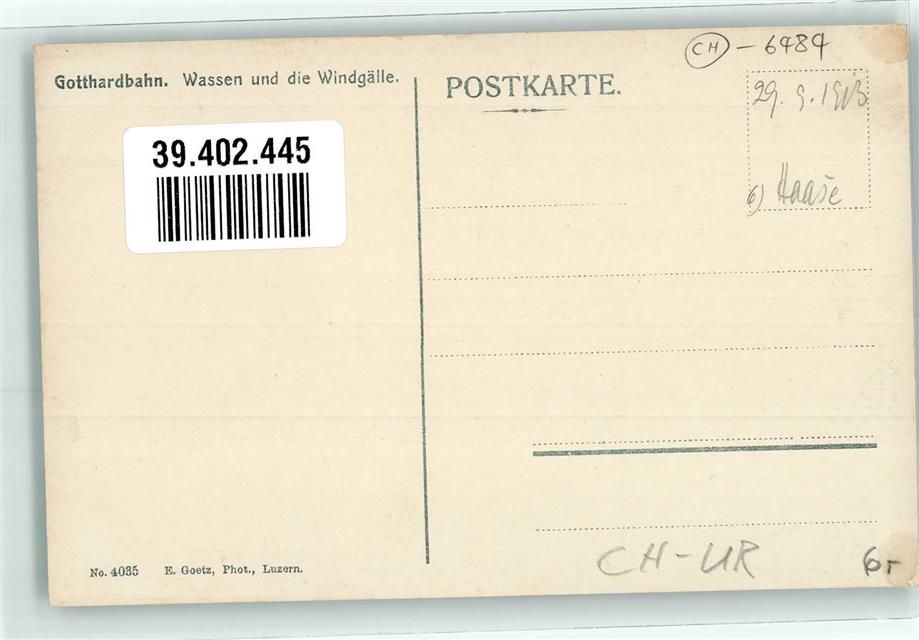 CH - 6484
Gotthardbahn. Wassen und die Windgälle.
POSTKARTE.
29. 9. 1913
39.402.445
6) Haase
No. 4035 E. Goetz, Phot., Luzern.
CH-UR
6,-